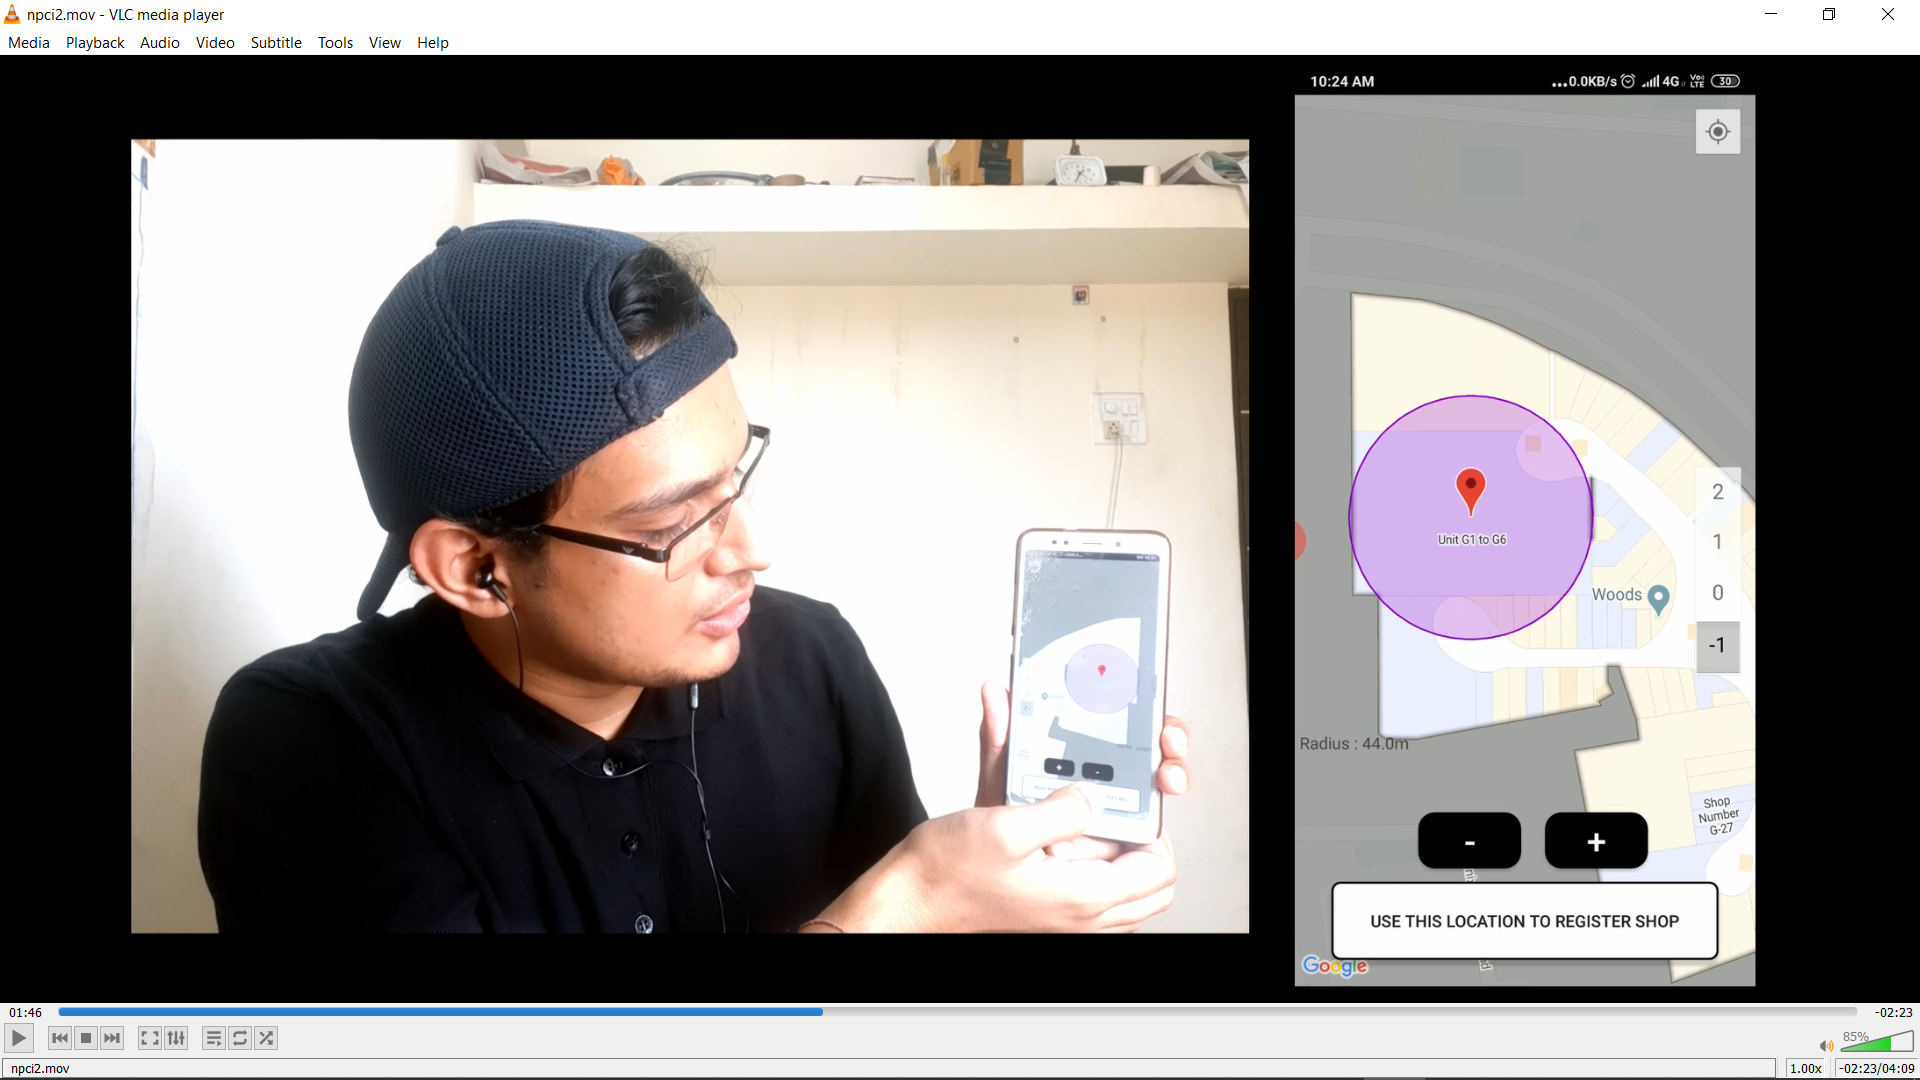 npci2.mov - VLC media player
Media Playback Audio Video Subtitle Tools View Help
10:24 AM
...0.0KB/s 4G Vo) LTE 30
2
1
0
-1
Unit G1 to G6
Woods
Radius : 44.0m
Shop
Number
G-27
- +
USE THIS LOCATION TO REGISTER SHOP
Google
01:46
-02:23
85%
npci2.mov
1.00x
-02:23/04:09